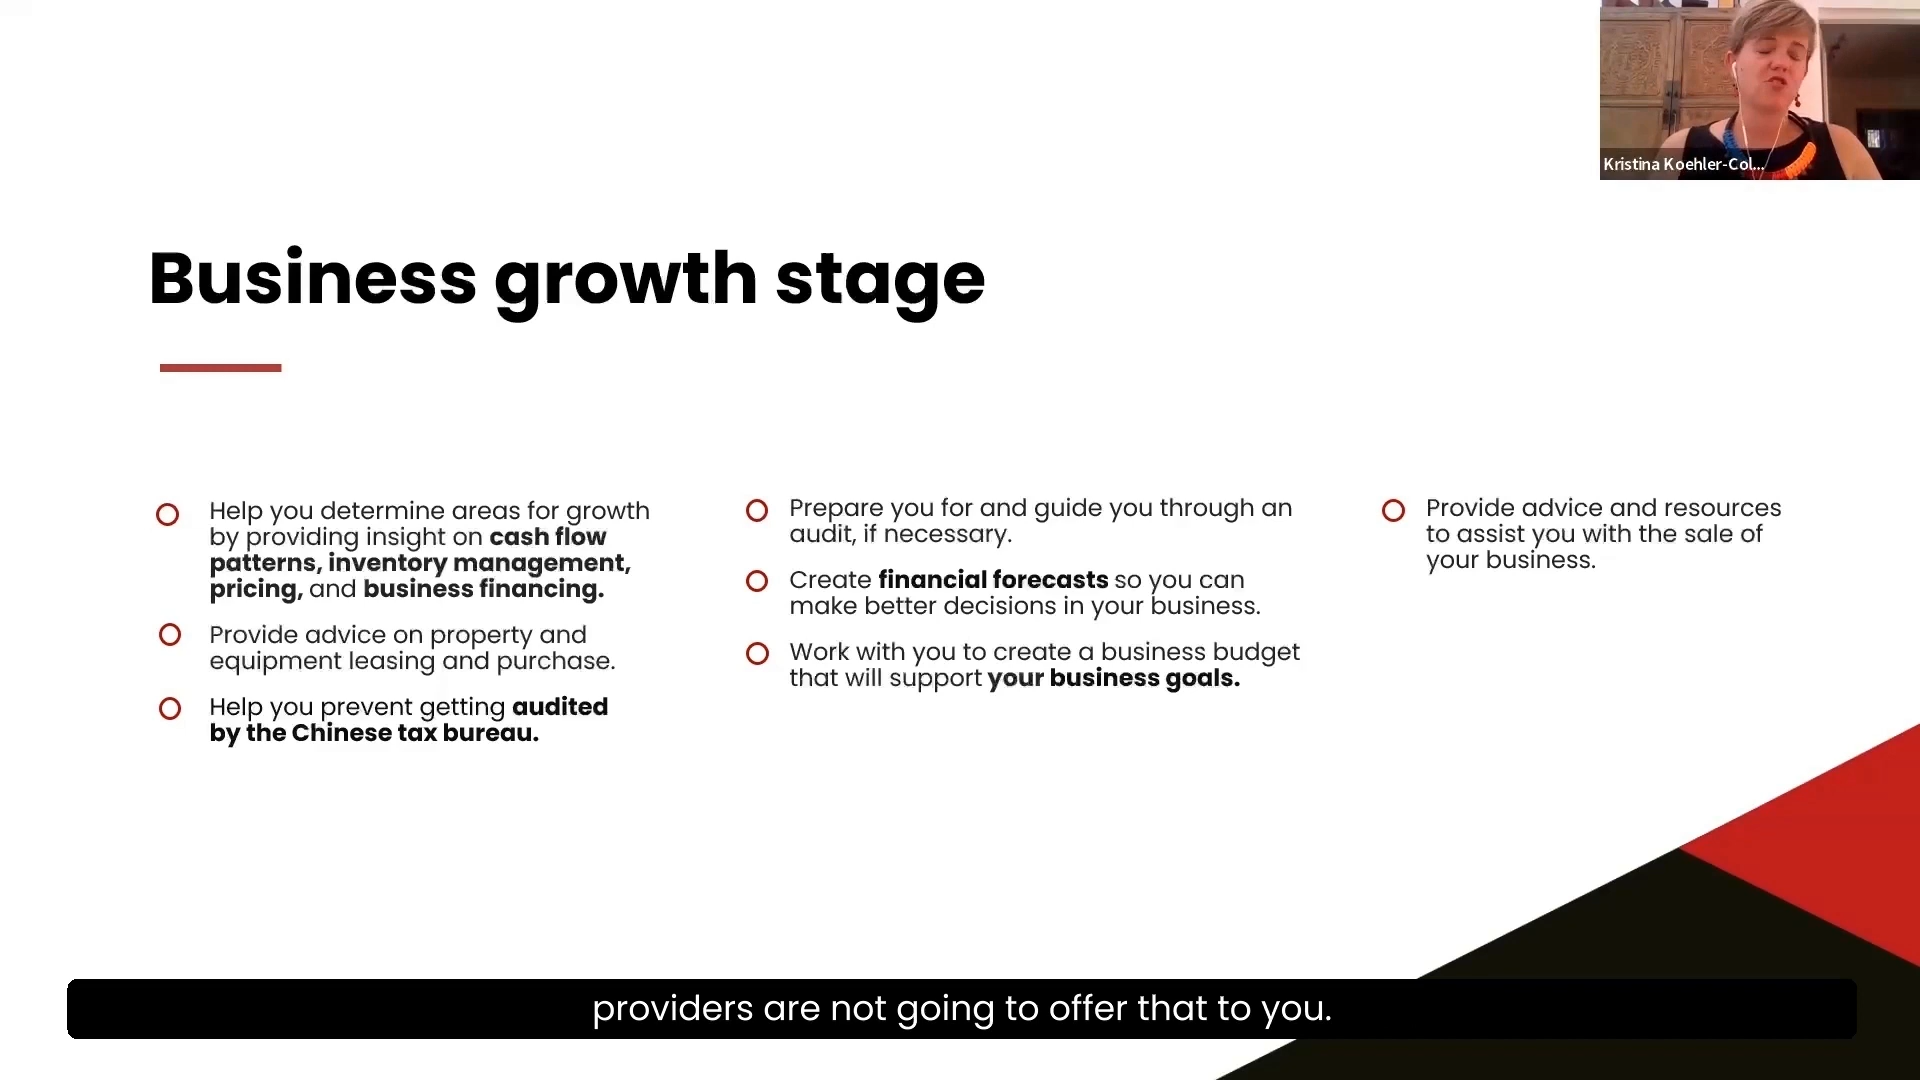 Kristina Koehler-Col...
Business growth stage
Help you determine areas for growth
by providing insight on cash flow
patterns, inventory management,
pricing, and business financing.
Provide advice on property and
equipment leasing and purchase.
Help you prevent getting audited
by the Chinese tax bureau.
Prepare you for and guide you through an
audit, if necessary.
Create financial forecasts so you can
make better decisions in your business.
Work with you to create a business budget
that will support your business goals.
Provide advice and resources
to assist you with the sale of
your business.
providers are not going to offer that to you.